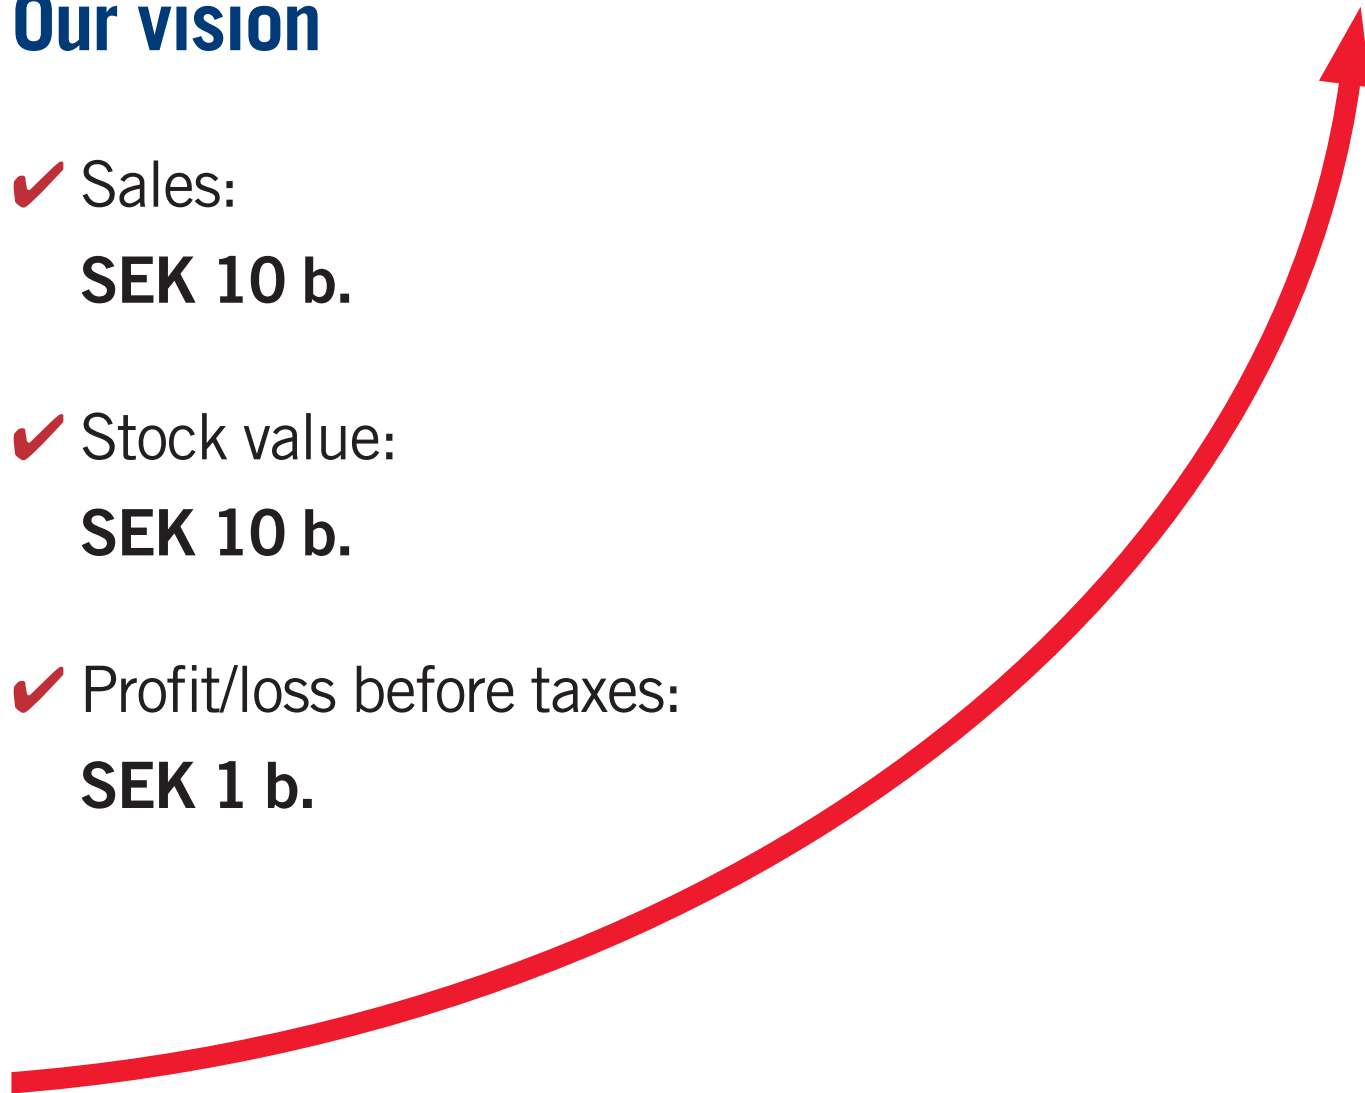 Our vision
✔ Sales:
SEK 10 b.
✔ Stock value:
SEK 10 b.
✔ Profit/loss before taxes:
SEK 1 b.